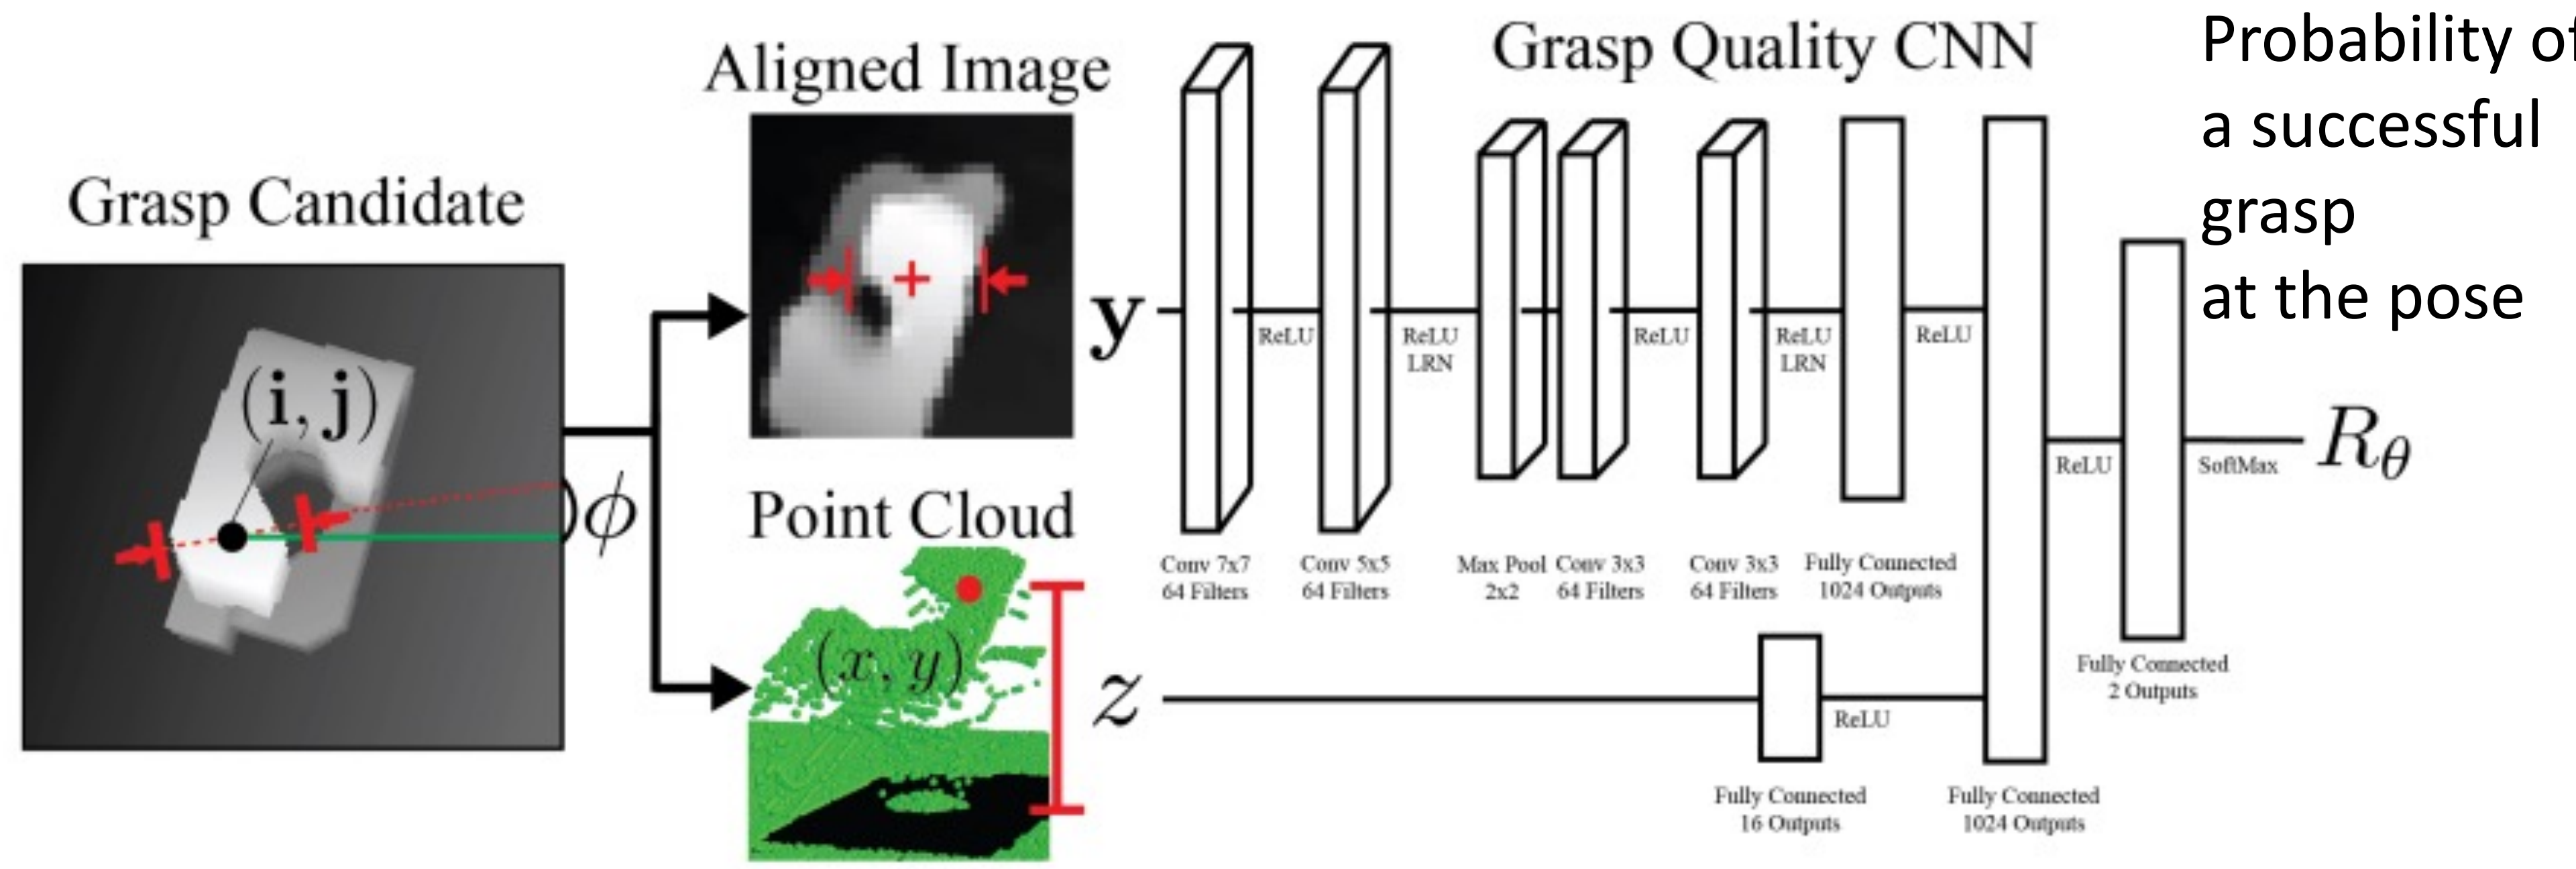 Grasp Candidate
(i, j)
ϕ
Aligned Image
Point Cloud
(x, y)
y
z
Grasp Quality CNN
ReLU
ReLU
LRN
ReLU
ReLU
LRN
ReLU
Conv 7x7
64 Filters
Conv 5x5
64 Filters
Max Pool
2x2
Conv 3x3
64 Filters
Conv 3x3
64 Filters
Fully Connected
1024 Outputs
ReLU
Fully Connected
16 Outputs
Fully Connected
1024 Outputs
ReLU
Fully Connected
2 Outputs
SoftMax
Rθ
Probability of
a successful
grasp
at the pose